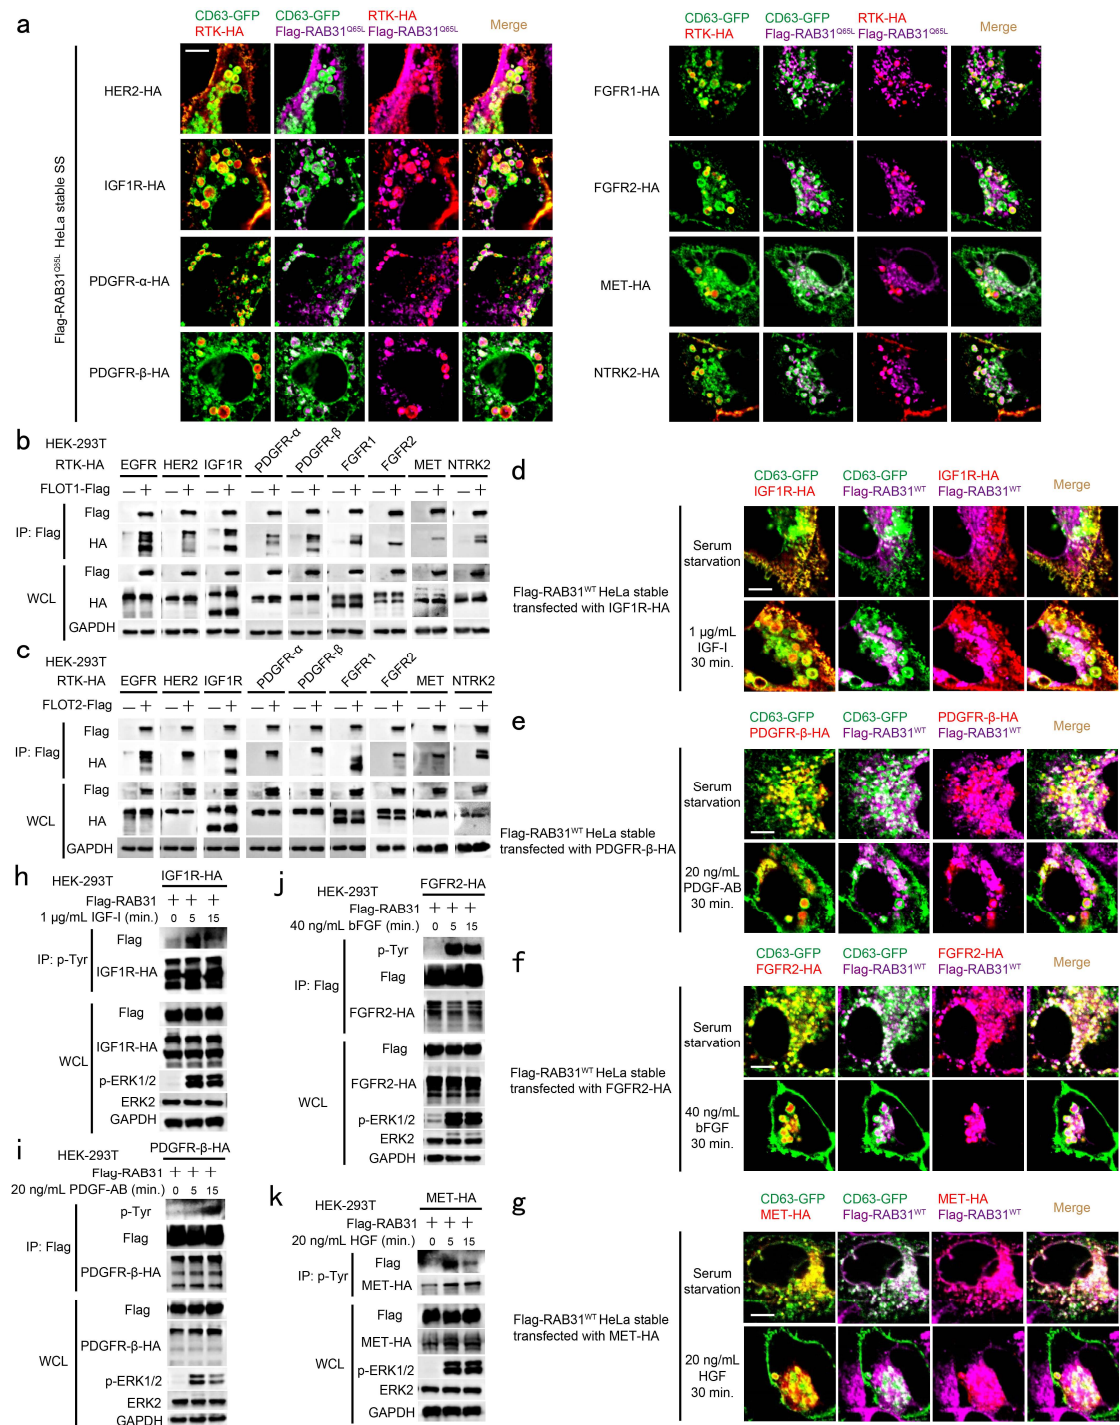 a
CD63-GFP CD63-GFP RTK-HA Merge
RTK-HA Flag-RAB31Q65L Flag-RAB31Q65L
Flag-RAB31Q65L HeLa stable SS
HER2-HA
IGF1R-HA
PDGFR-α-HA
PDGFR-β-HA
CD63-GFP CD63-GFP RTK-HA Merge
RTK-HA Flag-RAB31Q65L Flag-RAB31Q65L
FGFR1-HA
FGFR2-HA
MET-HA
NTRK2-HA
b
HEK-293T
RTK-HA EGFR HER2 IGF1R PDGFR-α PDGFR-β FGFR1 FGFR2 MET NTRK2
FLOT1-Flag — + — + — + — + — + — + — + — + — +
IP: Flag
Flag
HA
WCL
Flag
HA
GAPDH
c
HEK-293T
RTK-HA EGFR HER2 IGF1R PDGFR-α PDGFR-β FGFR1 FGFR2 MET NTRK2
FLOT2-Flag — + — + — + — + — + — + — + — + — +
IP: Flag
Flag
HA
WCL
Flag
HA
GAPDH
d
CD63-GFP CD63-GFP IGF1R-HA Merge
IGF1R-HA Flag-RAB31WT Flag-RAB31WT
Flag-RAB31WT HeLa stable
transfected with IGF1R-HA
Serum
starvation
1 µg/mL
IGF-I
30 min.
e
CD63-GFP CD63-GFP PDGFR-β-HA Merge
PDGFR-β-HA Flag-RAB31WT Flag-RAB31WT
Flag-RAB31WT HeLa stable
transfected with PDGFR-β-HA
Serum
starvation
20 ng/mL
PDGF-AB
30 min.
f
CD63-GFP CD63-GFP FGFR2-HA Merge
FGFR2-HA Flag-RAB31WT Flag-RAB31WT
Flag-RAB31WT HeLa stable
transfected with FGFR2-HA
Serum
starvation
40 ng/mL
bFGF
30 min.
g
CD63-GFP CD63-GFP MET-HA Merge
MET-HA Flag-RAB31WT Flag-RAB31WT
Flag-RAB31WT HeLa stable
transfected with MET-HA
Serum
starvation
20 ng/mL
HGF
30 min.
h
HEK-293T IGF1R-HA
Flag-RAB31 + + +
1 µg/mL IGF-I (min.) 0 5 15
IP: p-Tyr
Flag
IGF1R-HA
WCL
Flag
IGF1R-HA
p-ERK1/2
ERK2
GAPDH
i
HEK-293T PDGFR-β-HA
Flag-RAB31 + + +
20 ng/mL PDGF-AB (min.) 0 5 15
IP: Flag
p-Tyr
Flag
PDGFR-β-HA
WCL
Flag
PDGFR-β-HA
p-ERK1/2
ERK2
GAPDH
j
HEK-293T FGFR2-HA
Flag-RAB31 + + +
40 ng/mL bFGF (min.) 0 5 15
IP: Flag
p-Tyr
Flag
FGFR2-HA
WCL
Flag
FGFR2-HA
p-ERK1/2
ERK2
GAPDH
k
HEK-293T MET-HA
Flag-RAB31 + + +
20 ng/mL HGF (min.) 0 5 15
IP: p-Tyr
Flag
MET-HA
WCL
Flag
MET-HA
p-ERK1/2
ERK2
GAPDH